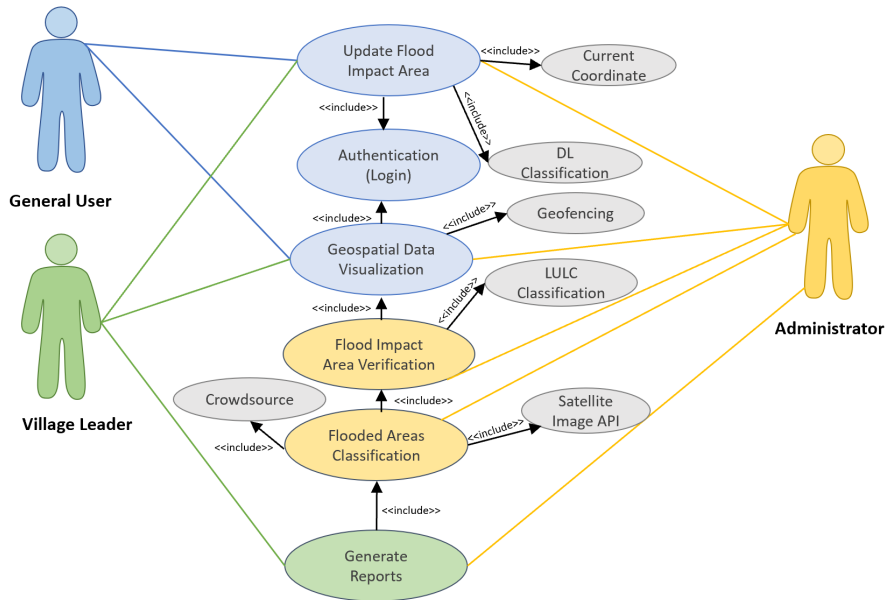 General User
Village Leader
Administrator
Update Flood
Impact Area
<<include>>
Current
Coordinate
<<include>>
<<include>>
Authentication
(Login)
DL
Classification
<<include>>
<<include>>
Geofencing
Geospatial Data
Visualization
<<include>>
<<include>>
LULC
Classification
Flood Impact
Area Verification
Crowdsource
<<include>>
<<include>>
Flooded Areas
Classification
<<include>>
Satellite
Image API
<<include>>
Generate
Reports